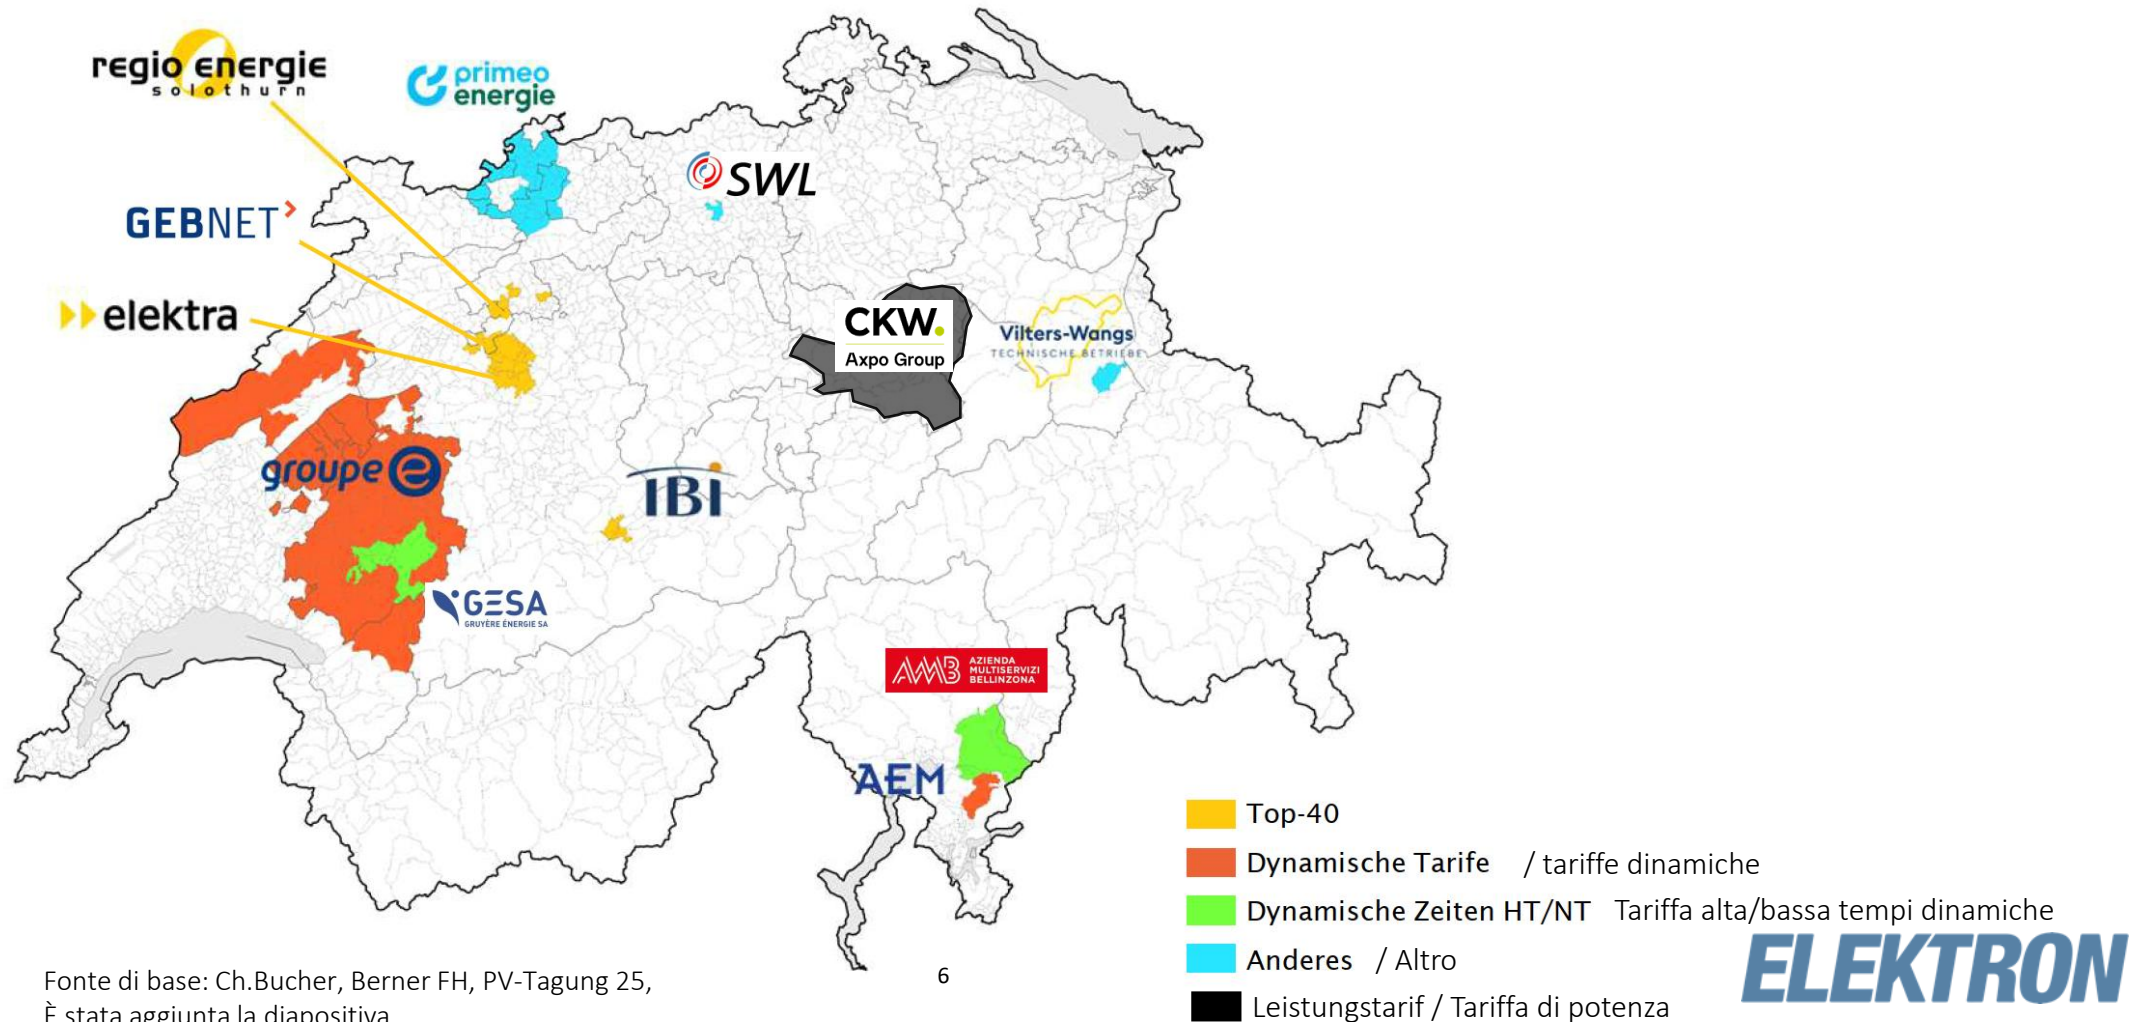 regio energie
solothurn
primeo
energie
SWL
GEBNET
elektra
CKW.
Axpo Group
Vilters-Wangs
TECHNISCHE BETRIEBE
groupe e
IBI
GESA
GRUYÈRE ÉNERGIE SA
AMB
AZIENDA
MULTISERVIZI
BELLINZONA
AEM
Top-40
Dynamische Tarife / tariffe dinamiche
Dynamische Zeiten HT/NT Tariffa alta/bassa tempi dinamiche
Anderes / Altro
Leistungstarif / Tariffa di potenza
ELEKTRON
Fonte di base: Ch.Bucher, Berner FH, PV-Tagung 25,
È stata aggiunta la diapositiva
6